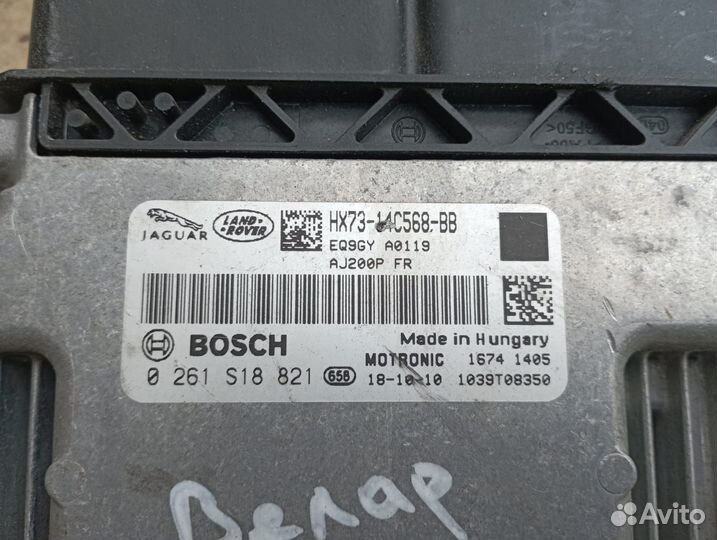 JAGUAR
LAND-
ROVER
HX73-14C568-BB
EQ9GY A0119
AJ200P FR
BOSCH
Made in Hungary
MOTRONIC 1674 1405
0 261 S18 821 65B 18-10-10 1039T08350
Велар
Avito